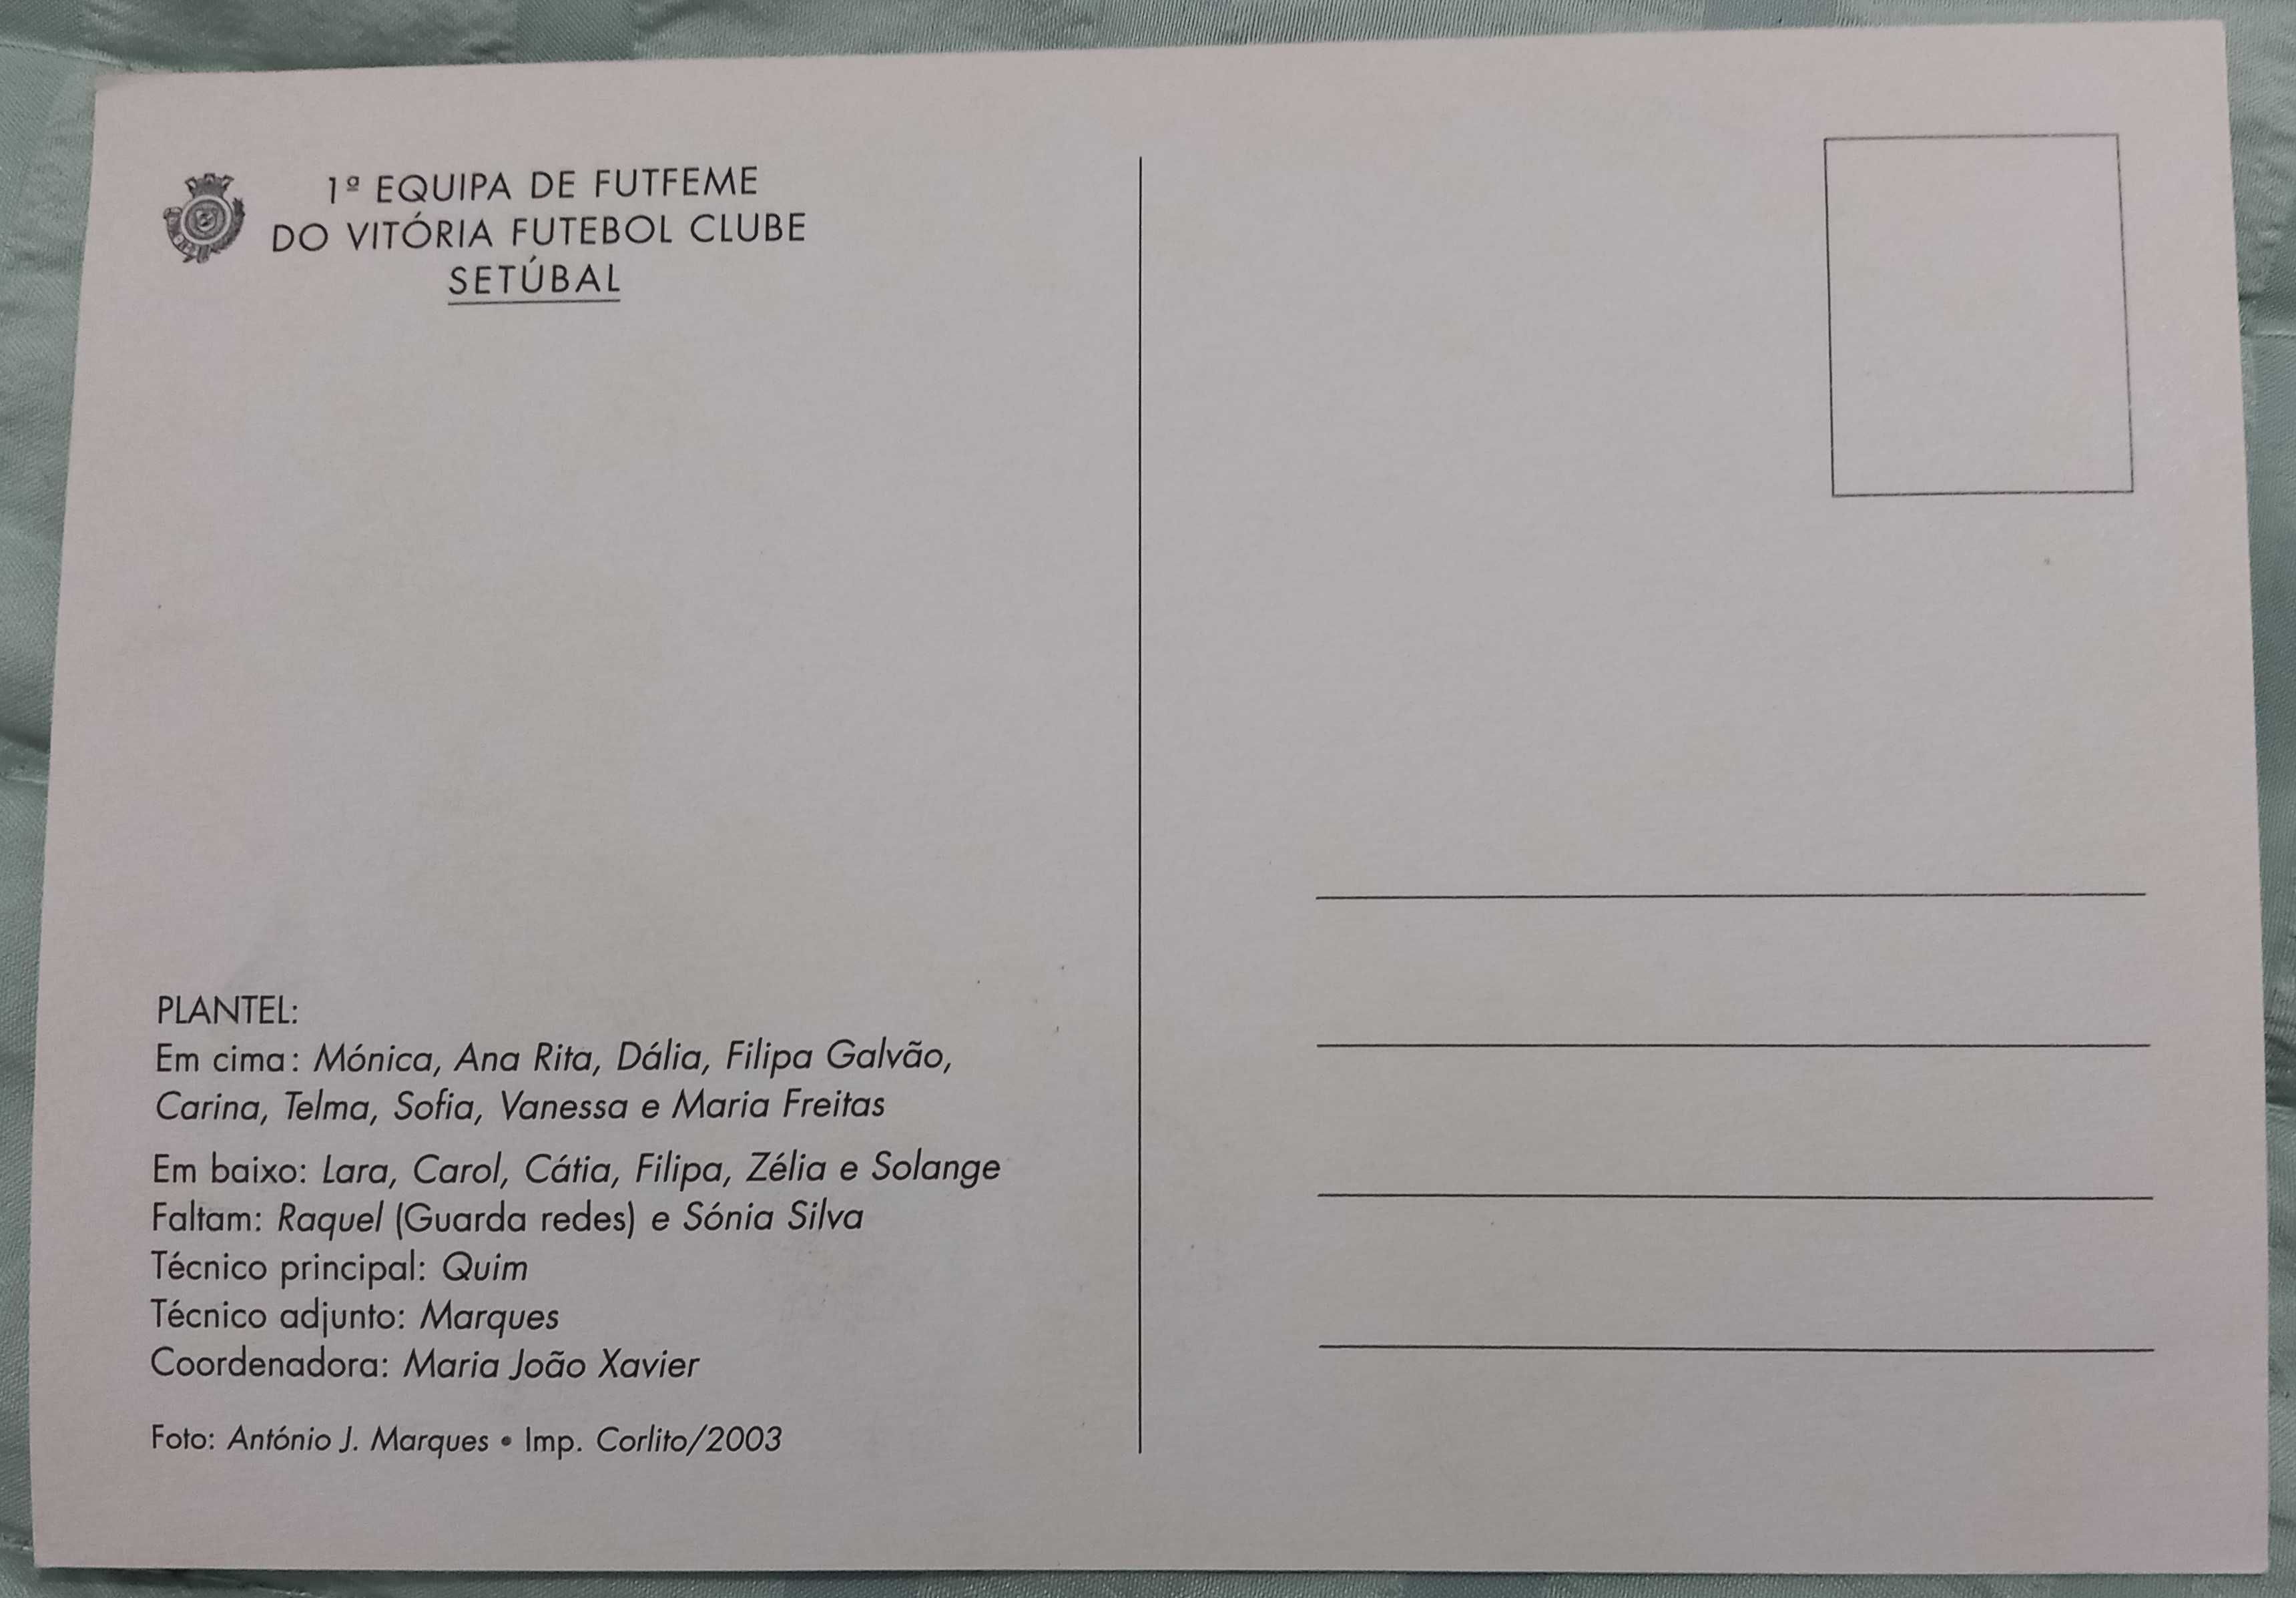 1ª EQUIPA DE FUTFEME
DO VITÓRIA FUTEBOL CLUBE
SETÚBAL
PLANTEL:
Em cima: Mónica, Ana Rita, Dália, Filipa Galvão,
Carina, Telma, Sofia, Vanessa e Maria Freitas
Em baixo: Lara, Carol, Cátia, Filipa, Zélia e Solange
Faltam: Raquel (Guarda redes) e Sónia Silva
Técnico principal: Quim
Técnico adjunto: Marques
Coordenadora: Maria João Xavier
Foto: António J. Marques • Imp. Corlito/2003